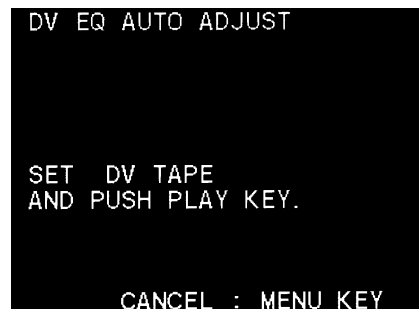 DV EQ AUTO ADJUST
SET DV TAPE
AND PUSH PLAY KEY.
CANCEL : MENU KEY